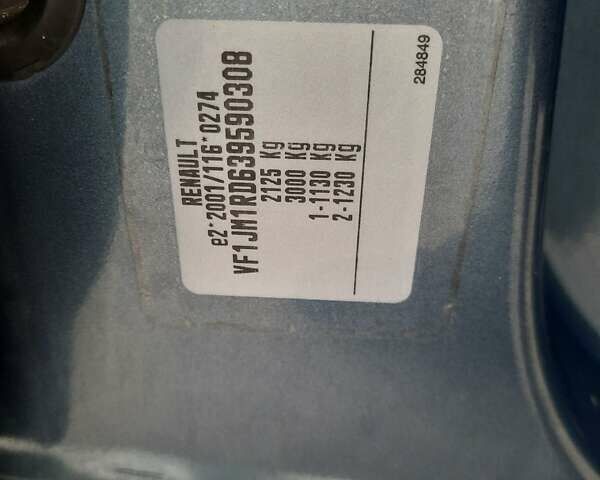 RENAULT
e2*2001/116*0274
VF1JM1RD639590308
2125 Kg
3000 Kg
1-1130 Kg
2-1230 Kg
284849